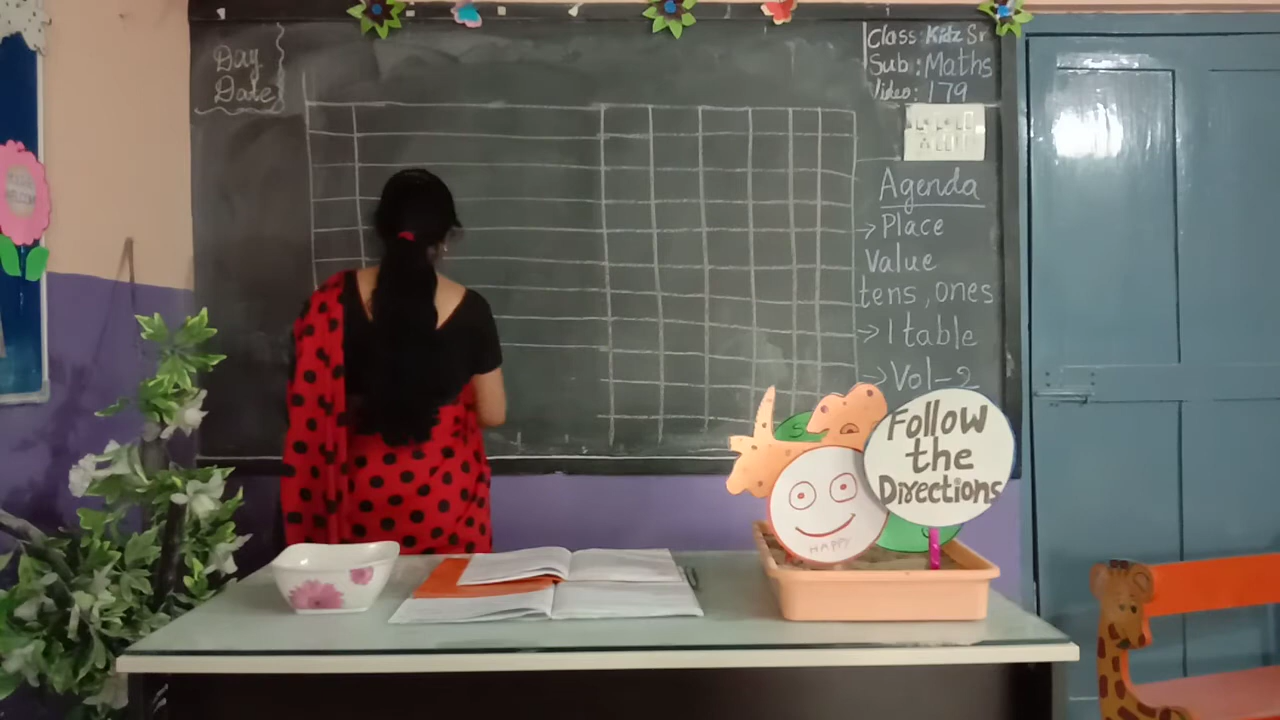 Day
Date
Class: Kidz Sr
Sub: Maths
Video: 179
Agenda
→ Place
Value
tens, ones
→ 1 table
→ Vol-2
Follow
the
Directions
HAPPY